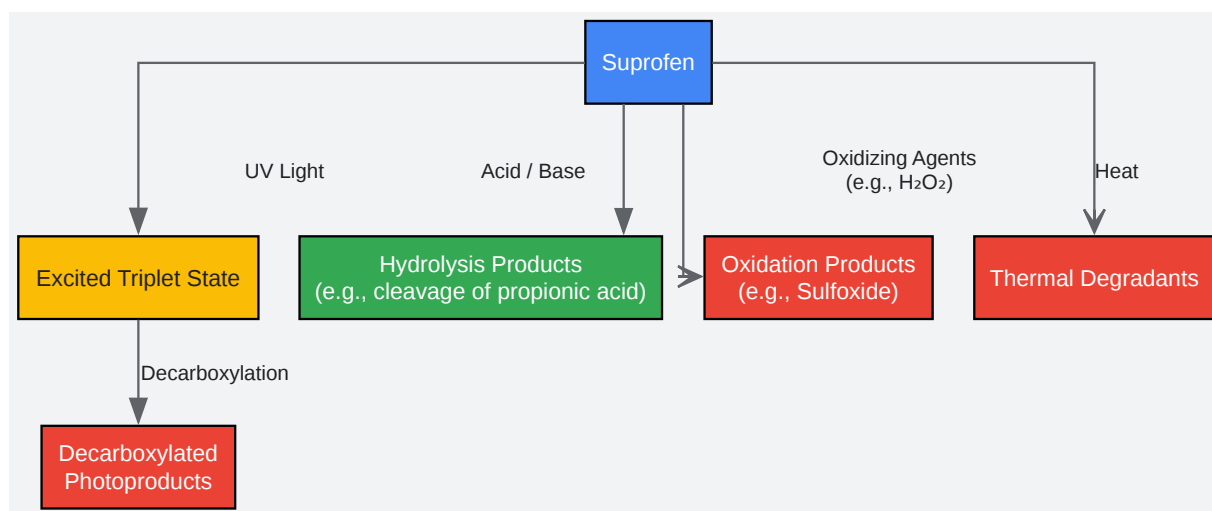 Suprofen
UV Light
Acid / Base
Oxidizing Agents
(e.g., H₂O₂)
Heat
Excited Triplet State
Hydrolysis Products
(e.g., cleavage of propionic acid)
Oxidation Products
(e.g., Sulfoxide)
Thermal Degradants
Decarboxylation
Decarboxylated
Photoproducts